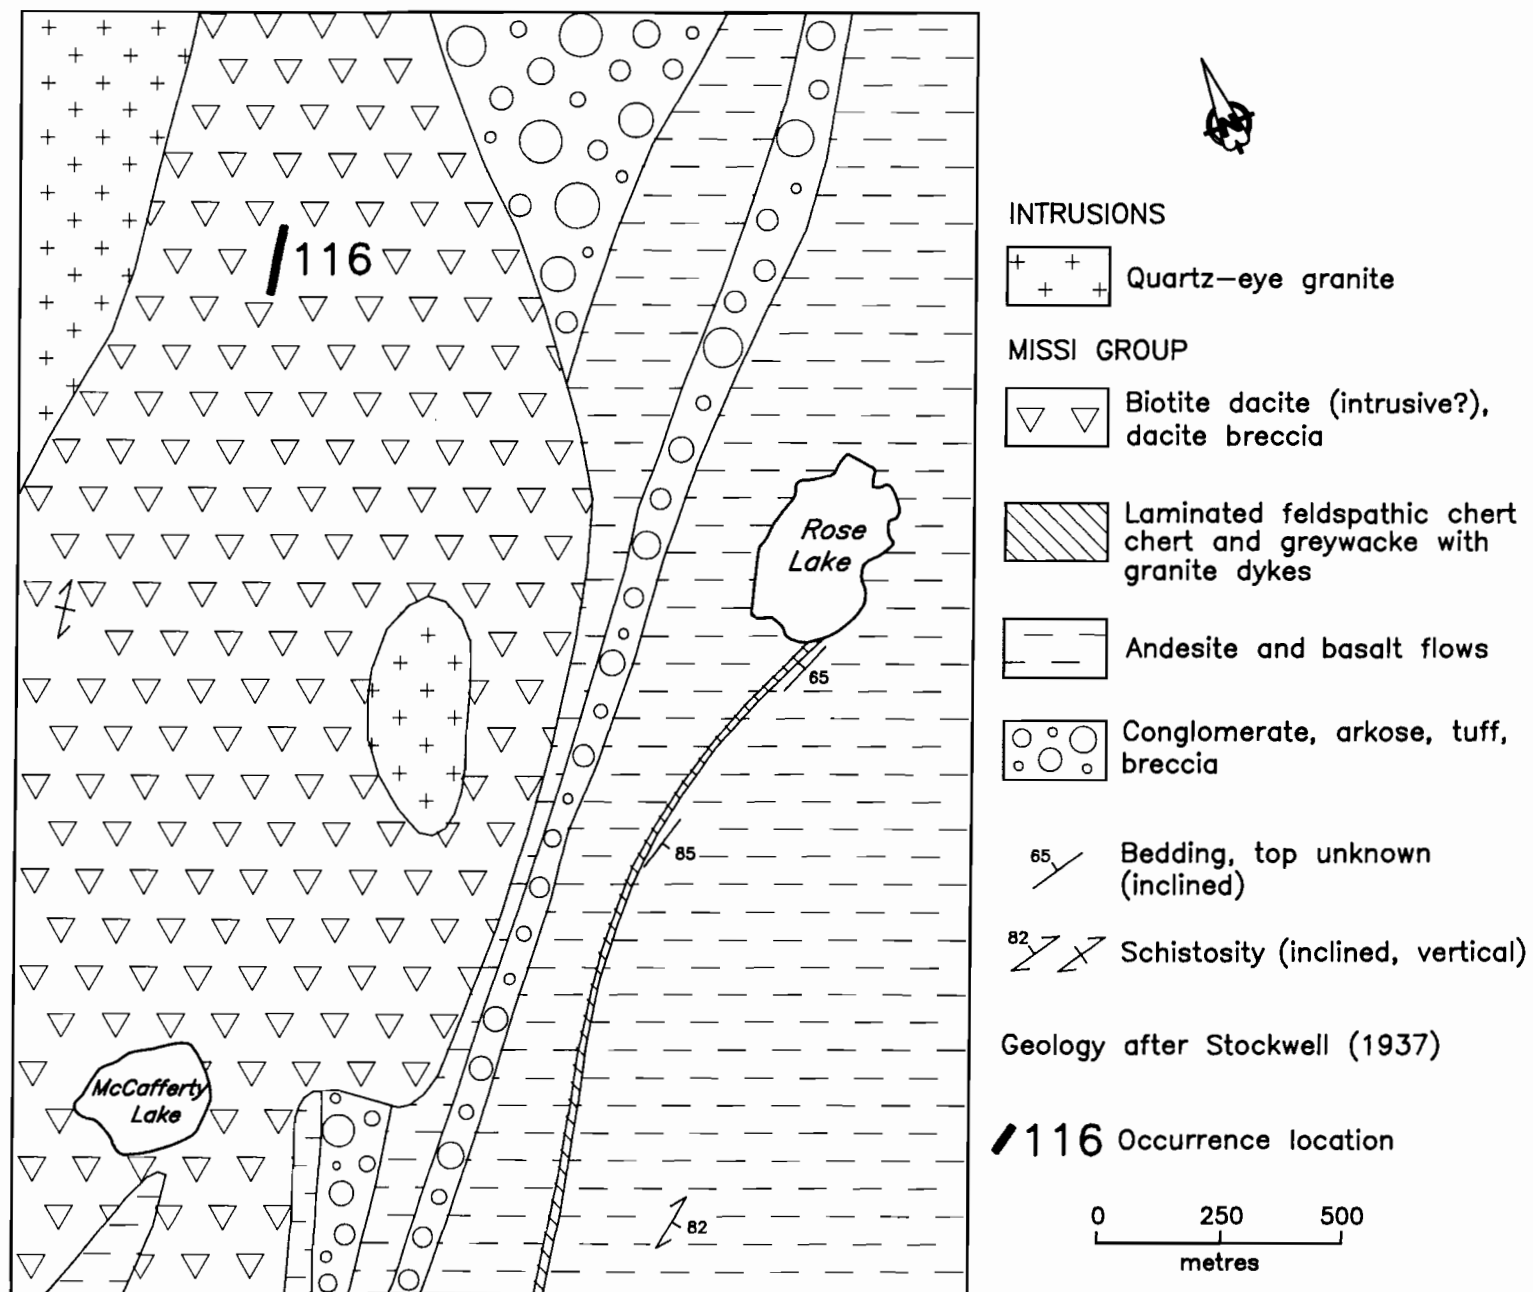 116
Rose
Lake
65
85
McCafferty
Lake
82
N
INTRUSIONS
Quartz-eye granite
MISSI GROUP
Biotite dacite (intrusive?),
dacite breccia
Laminated feldspathic chert
chert and greywacke with
granite dykes
Andesite and basalt flows
Conglomerate, arkose, tuff,
breccia
65
Bedding, top unknown
(inclined)
82
Schistosity (inclined, vertical)
Geology after Stockwell (1937)
116 Occurrence location
0 250 500
metres